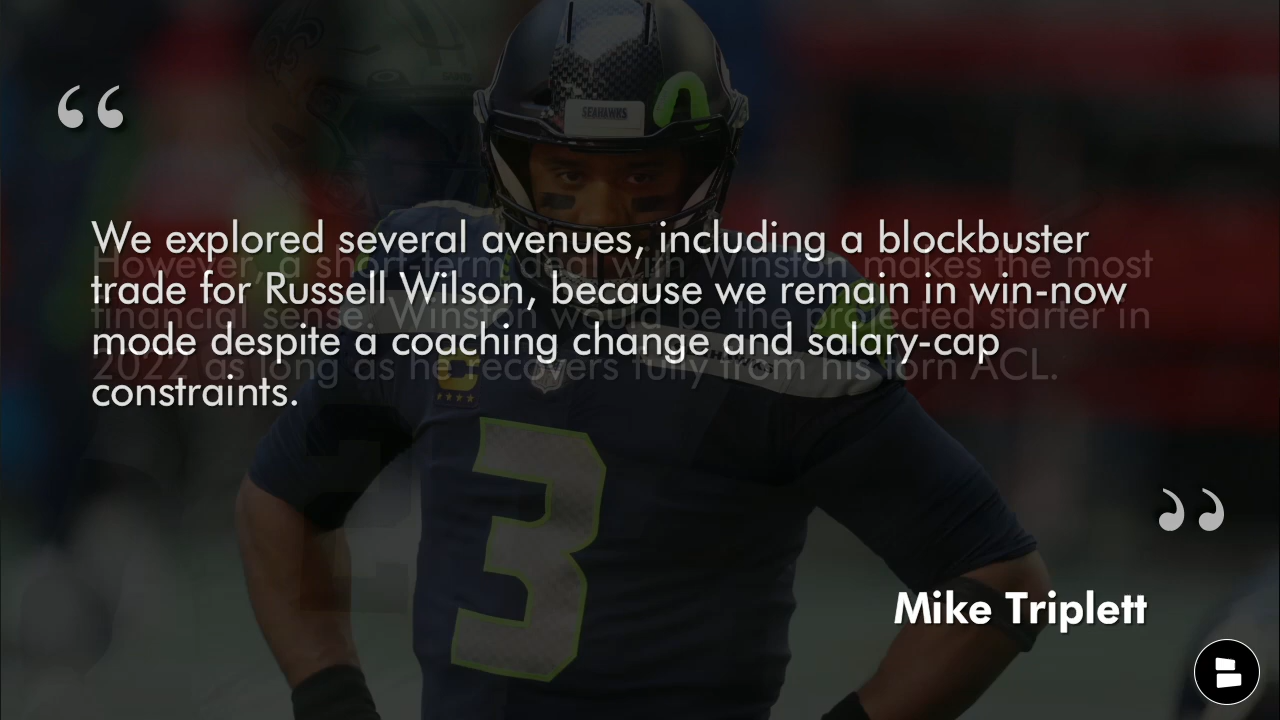 We explored several avenues, including a blockbuster
trade for Russell Wilson, because we remain in win-now
mode despite a coaching change and salary-cap
constraints.
However, a short-term deal with Winston makes the most
financial sense. Winston would be the expected starter in
2022 as long as he recovers fully from his torn ACL.
Mike Triplett
SEAHAWKS
3